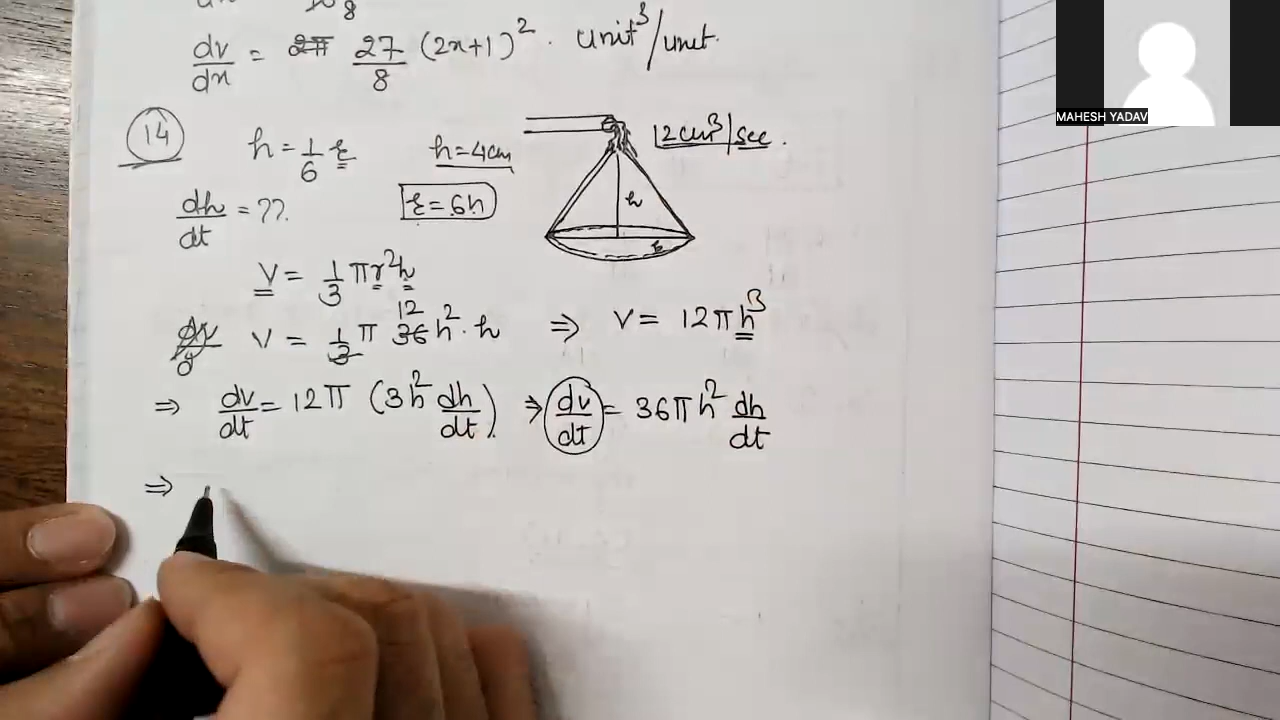 dv/dx = 27/8 (2x+1)². unit³/unit.
MAHESH YADAV
14
h = 1/6 r
h = 4cm
12cm³/sec.
dh/dt = ??.
r = 6h
h
r
V = 1/3 πr²h
V = 1/3 π 36 h². h ⇒ V = 12πh³
12
⇒ dv/dt = 12π (3h² dh/dt). ⇒ dv/dt = 36πh² dh/dt
⇒